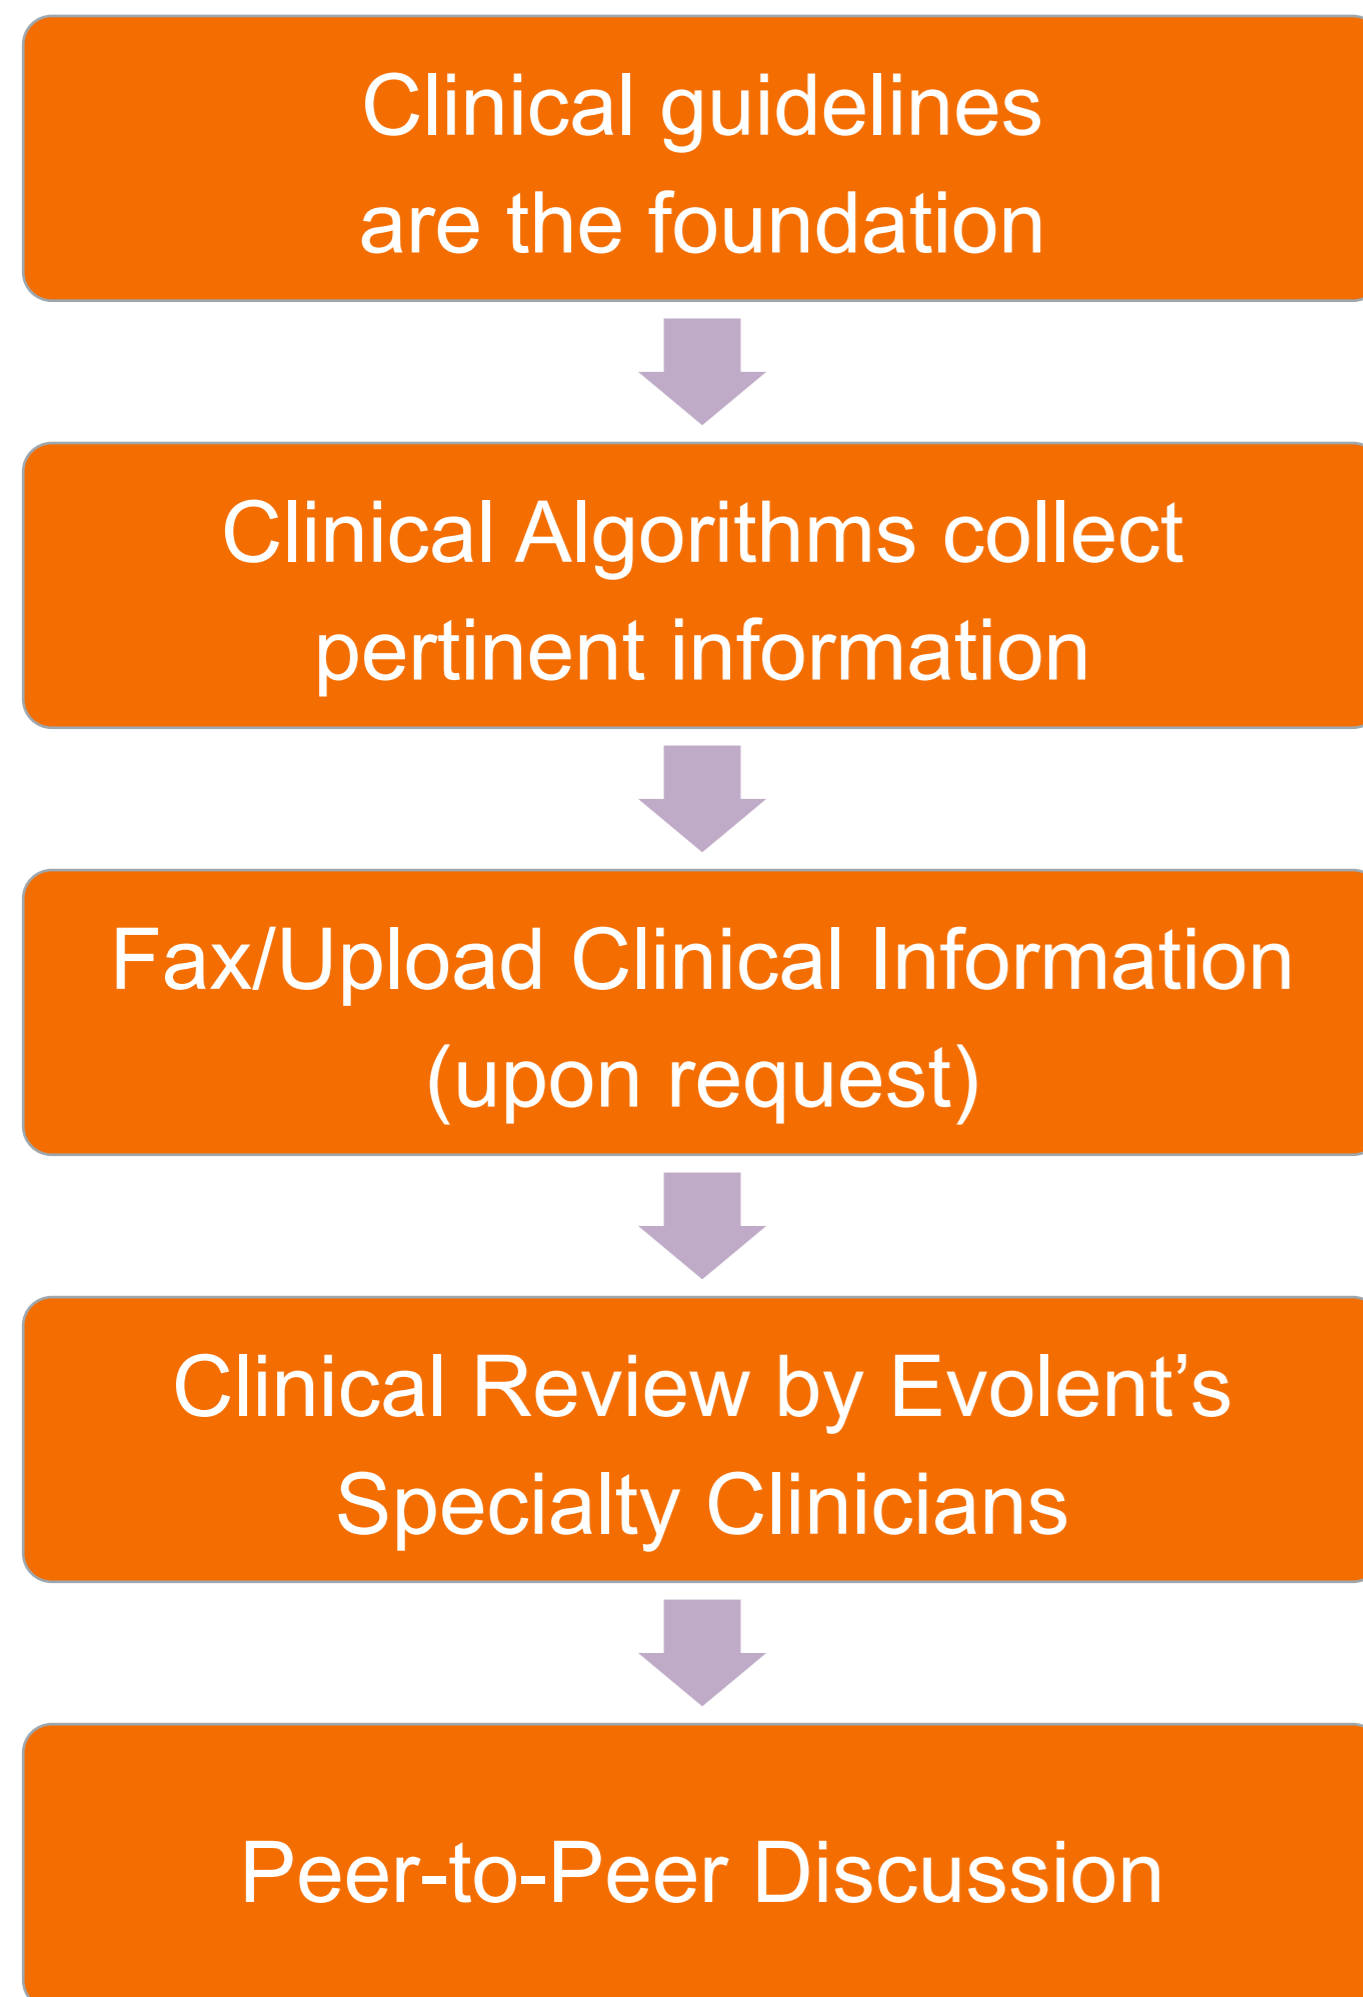 Clinical guidelines
are the foundation
Clinical Algorithms collect
pertinent information
Fax/Upload Clinical Information
(upon request)
Clinical Review by Evolent’s
Specialty Clinicians
Peer-to-Peer Discussion